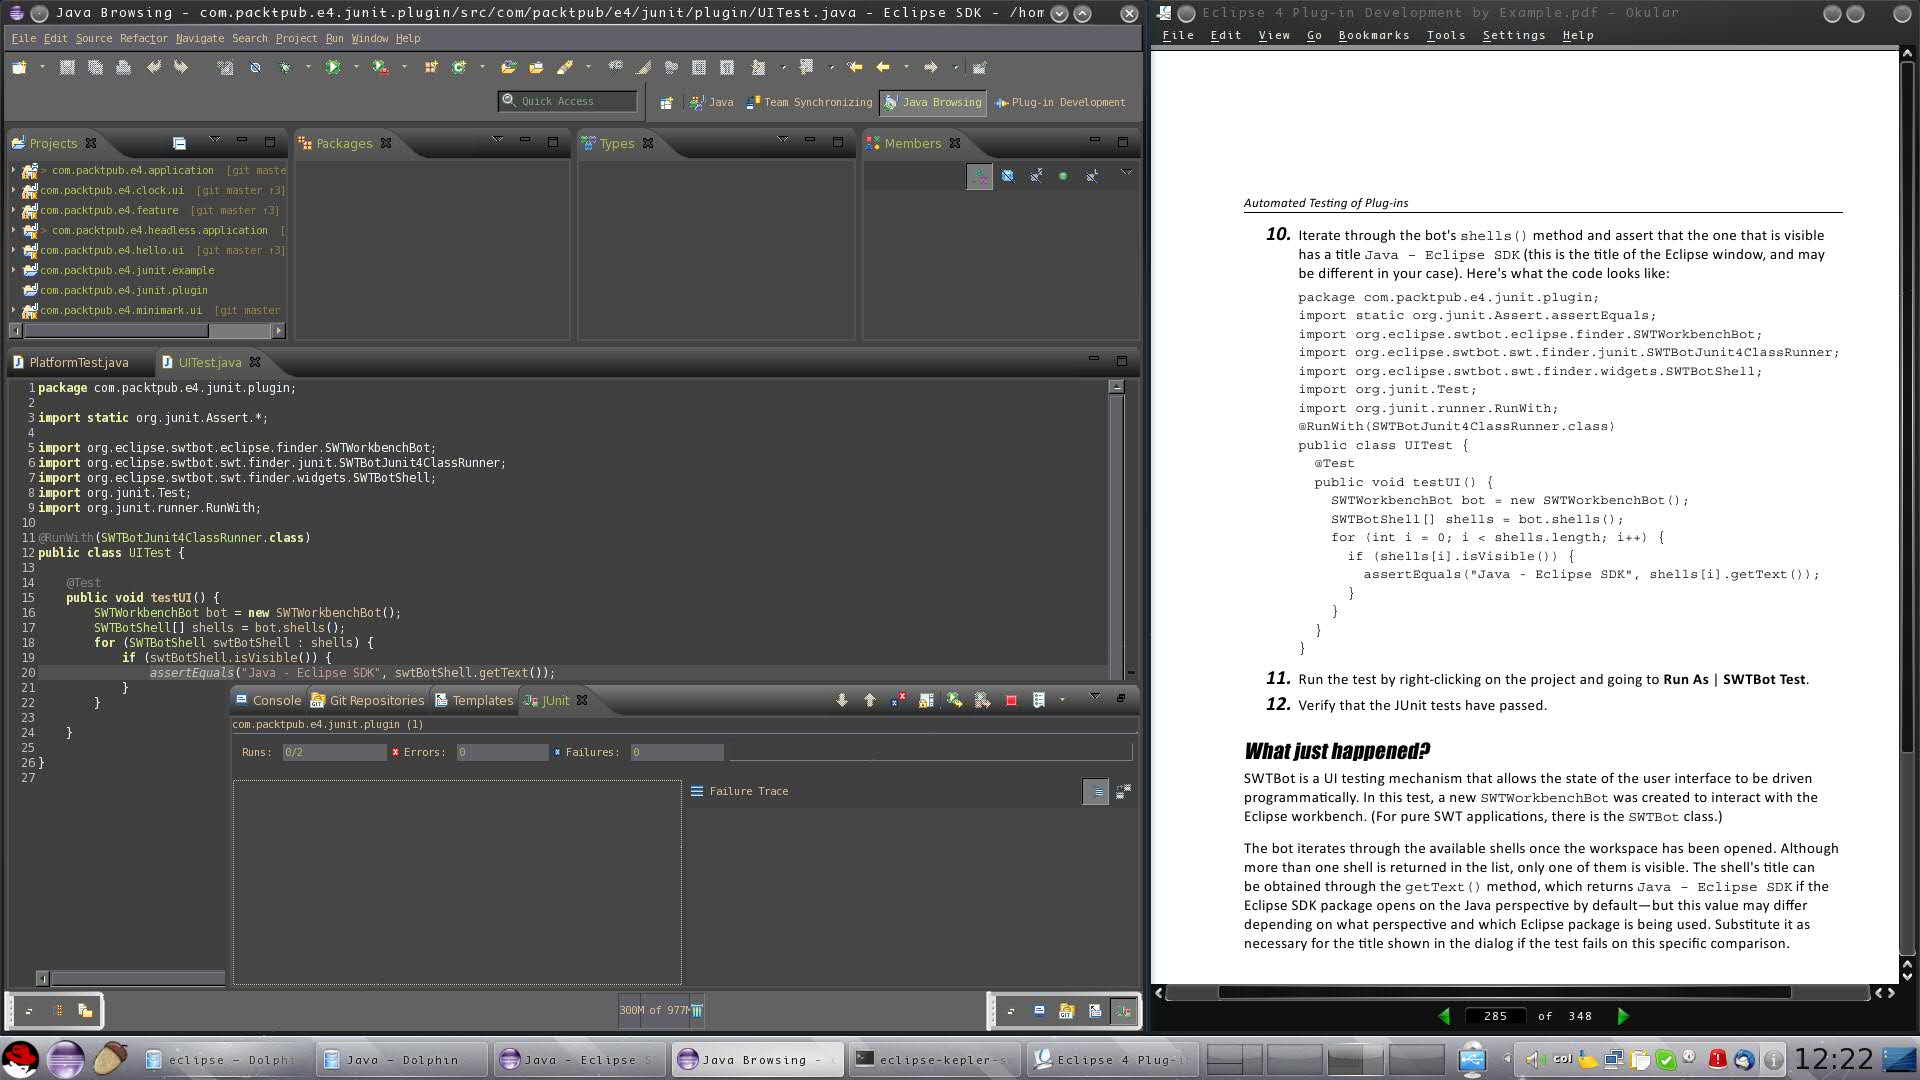 Java Browsing - com.packtpub.e4.junit.plugin/src/com/packtpub/e4/junit/plugin/UITest.java - Eclipse SDK - /hom
File Edit Source Refactor Navigate Search Project Run Window Help
Quick Access
Java
Team Synchronizing
Java Browsing
Plug-in Development
Projects
> com.packtpub.e4.application [git maste
com.packtpub.e4.clock.ui [git master ↑3]
com.packtpub.e4.feature [git master ↑3]
> com.packtpub.e4.headless.application [
com.packtpub.e4.hello.ui [git master ↑3]
com.packtpub.e4.junit.example
com.packtpub.e4.junit.plugin
com.packtpub.e4.minimark.ui [git master
Packages
Types
Members
PlatformTest.java
UITest.java
1 package com.packtpub.e4.junit.plugin;
2
3 import static org.junit.Assert.*;
4
5 import org.eclipse.swtbot.eclipse.finder.SWTWorkbenchBot;
6 import org.eclipse.swtbot.swt.finder.junit.SWTBotJunit4ClassRunner;
7 import org.eclipse.swtbot.swt.finder.widgets.SWTBotShell;
8 import org.junit.Test;
9 import org.junit.runner.RunWith;
10
11 @RunWith(SWTBotJunit4ClassRunner.class)
12 public class UITest {
13
14 @Test
15 public void testUI() {
16 SWTWorkbenchBot bot = new SWTWorkbenchBot();
17 SWTBotShell[] shells = bot.shells();
18 for (SWTBotShell swtBotShell : shells) {
19 if (swtBotShell.isVisible()) {
20 assertEquals("Java - Eclipse SDK", swtBotShell.getText());
21 }
22 }
23
24 }
25
26 }
27
Console
Git Repositories
Templates
JUnit
com.packtpub.e4.junit.plugin (1)
Runs: 0/2
Errors: 0
Failures: 0
Failure Trace
300M of 977M
Eclipse 4 Plug-in Development by Example.pdf – Okular
File Edit View Go Bookmarks Tools Settings Help
Automated Testing of Plug-ins
10. Iterate through the bot's shells() method and assert that the one that is visible
has a title Java - Eclipse SDK (this is the title of the Eclipse window, and may
be different in your case). Here's what the code looks like:
package com.packtpub.e4.junit.plugin;
import static org.junit.Assert.assertEquals;
import org.eclipse.swtbot.eclipse.finder.SWTWorkbenchBot;
import org.eclipse.swtbot.swt.finder.junit.SWTBotJunit4ClassRunner;
import org.eclipse.swtbot.swt.finder.widgets.SWTBotShell;
import org.junit.Test;
import org.junit.runner.RunWith;
@RunWith(SWTBotJunit4ClassRunner.class)
public class UITest {
@Test
public void testUI() {
SWTWorkbenchBot bot = new SWTWorkbenchBot();
SWTBotShell[] shells = bot.shells();
for (int i = 0; i < shells.length; i++) {
if (shells[i].isVisible()) {
assertEquals("Java - Eclipse SDK", shells[i].getText());
}
}
}
}
11. Run the test by right-clicking on the project and going to Run As | SWTBot Test.
12. Verify that the JUnit tests have passed.
What just happened?
SWTBot is a UI testing mechanism that allows the state of the user interface to be driven
programmatically. In this test, a new SWTWorkbenchBot was created to interact with the
Eclipse workbench. (For pure SWT applications, there is the SWTBot class.)
The bot iterates through the available shells once the workspace has been opened. Although
more than one shell is returned in the list, only one of them is visible. The shell's title can
be obtained through the getText() method, which returns Java - Eclipse SDK if the
Eclipse SDK package opens on the Java perspective by default—but this value may differ
depending on what perspective and which Eclipse package is being used. Substitute it as
necessary for the title shown in the dialog if the test fails on this specific comparison.
285 of 348
eclipse – Dolphi
Java – Dolphin
Java - Eclipse S
Java Browsing -
eclipse-kepler-s
Eclipse 4 Plug-i
col
12:22